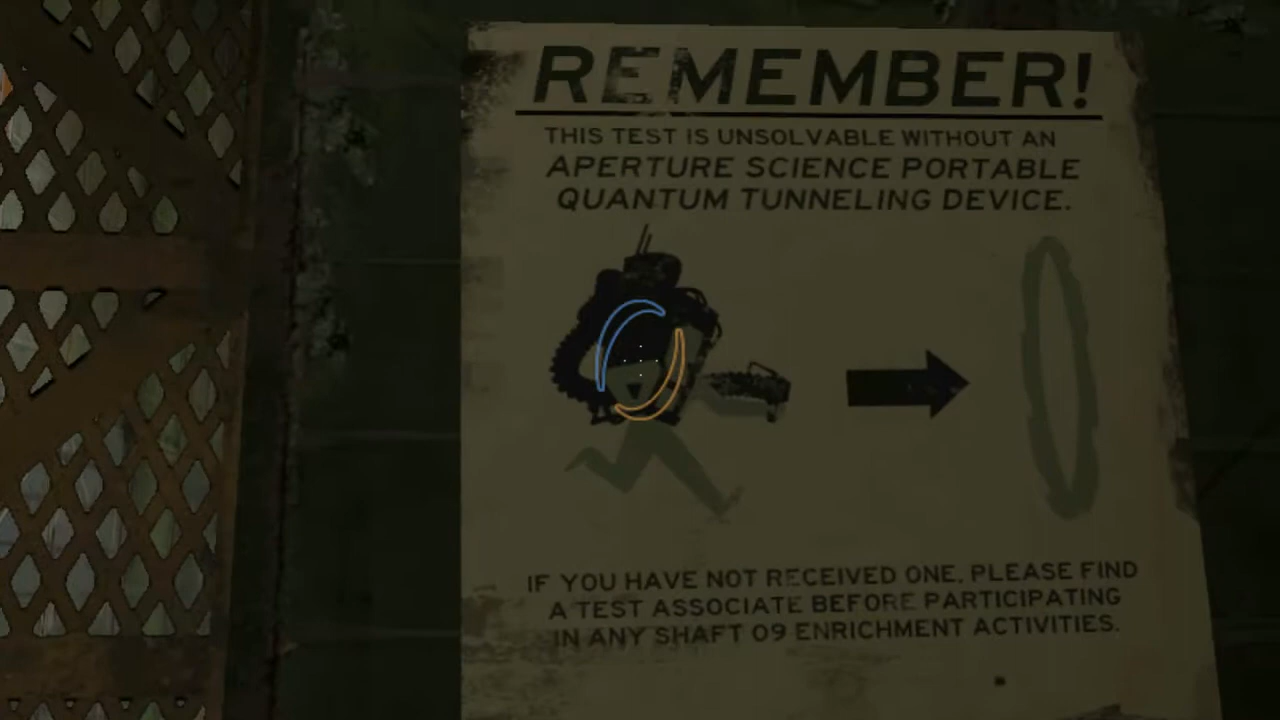 REMEMBER!
THIS TEST IS UNSOLVABLE WITHOUT AN
APERTURE SCIENCE PORTABLE
QUANTUM TUNNELING DEVICE.
IF YOU HAVE NOT RECEIVED ONE, PLEASE FIND
A TEST ASSOCIATE BEFORE PARTICIPATING
IN ANY SHAFT 09 ENRICHMENT ACTIVITIES.